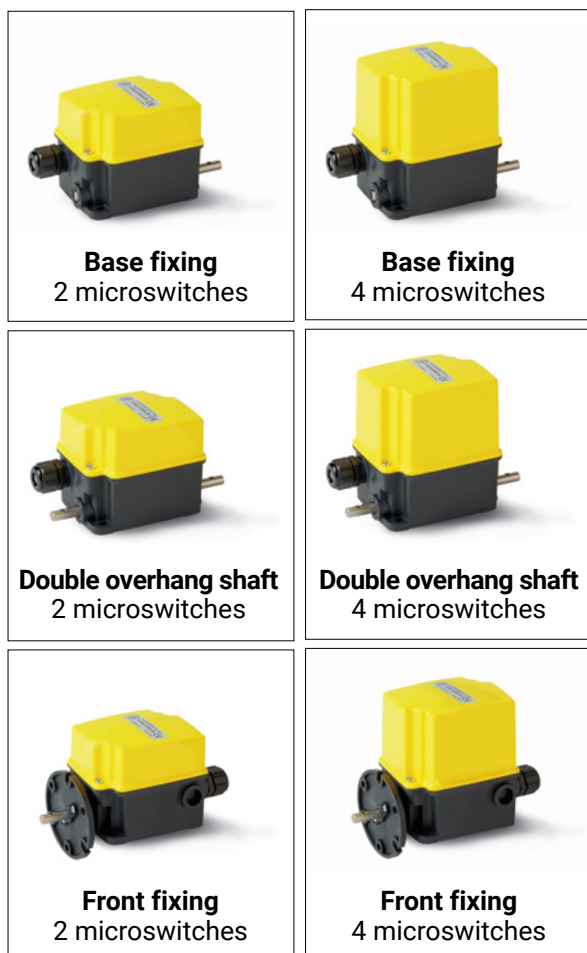 Base fixing
2 microswitches
Base fixing
4 microswitches
Double overhang shaft
2 microswitches
Double overhang shaft
4 microswitches
Front fixing
2 microswitches
Front fixing
4 microswitches